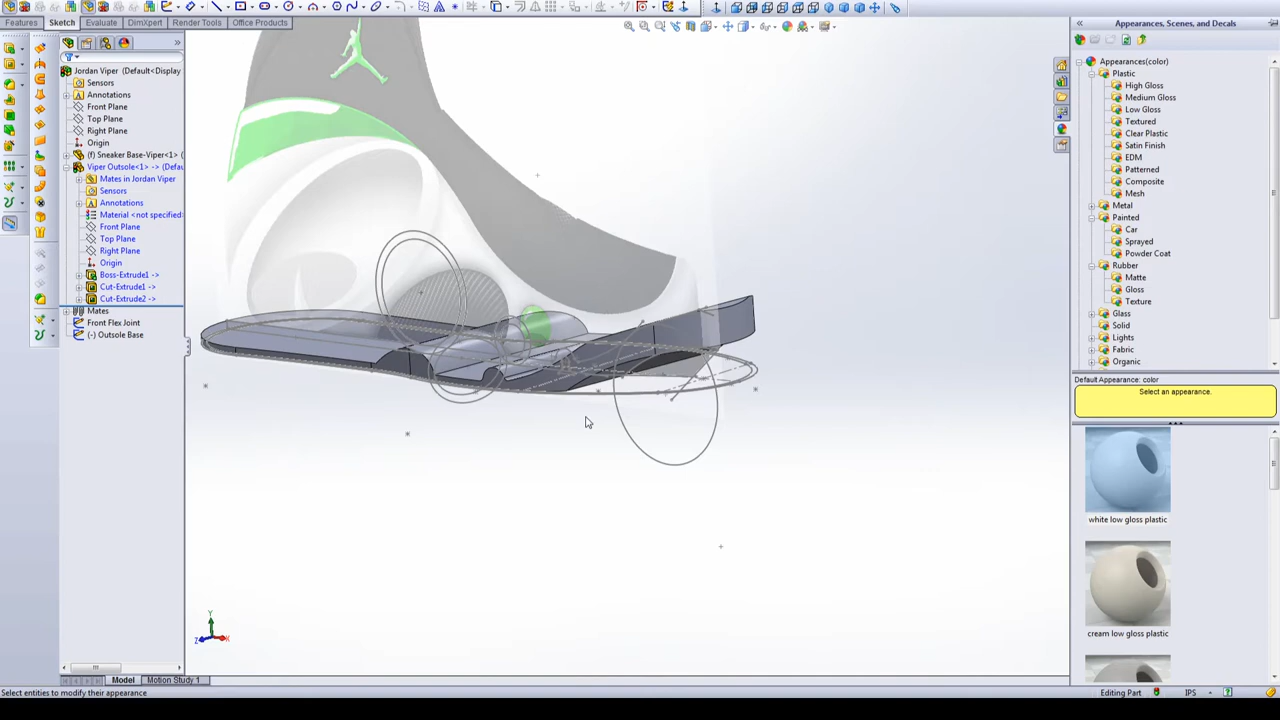 Features
Sketch
Evaluate
DimXpert
Render Tools
Office Products
Appearances, Scenes, and Decals
Jordan Viper (Default<Display
Sensors
Annotations
Front Plane
Top Plane
Right Plane
Origin
(f) Sneaker Base-Viper<1> (
Viper Outsole<1> -> (Defau
Mates in Jordan Viper
Sensors
Annotations
Material <not specified>
Front Plane
Top Plane
Right Plane
Origin
Boss-Extrude1 ->
Cut-Extrude1 ->
Cut-Extrude2 ->
Mates
Front Flex Joint
(-) Outsole Base
Appearances(color)
Plastic
High Gloss
Medium Gloss
Low Gloss
Textured
Clear Plastic
Satin Finish
EDM
Patterned
Composite
Mesh
Metal
Painted
Car
Sprayed
Powder Coat
Rubber
Matte
Gloss
Texture
Glass
Solid
Lights
Fabric
Organic
Default Appearance: color
Select an appearance.
white low gloss plastic
cream low gloss plastic
Y
Z
X
Model
Motion Study 1
Select entities to modify their appearance
Editing Part
IPS